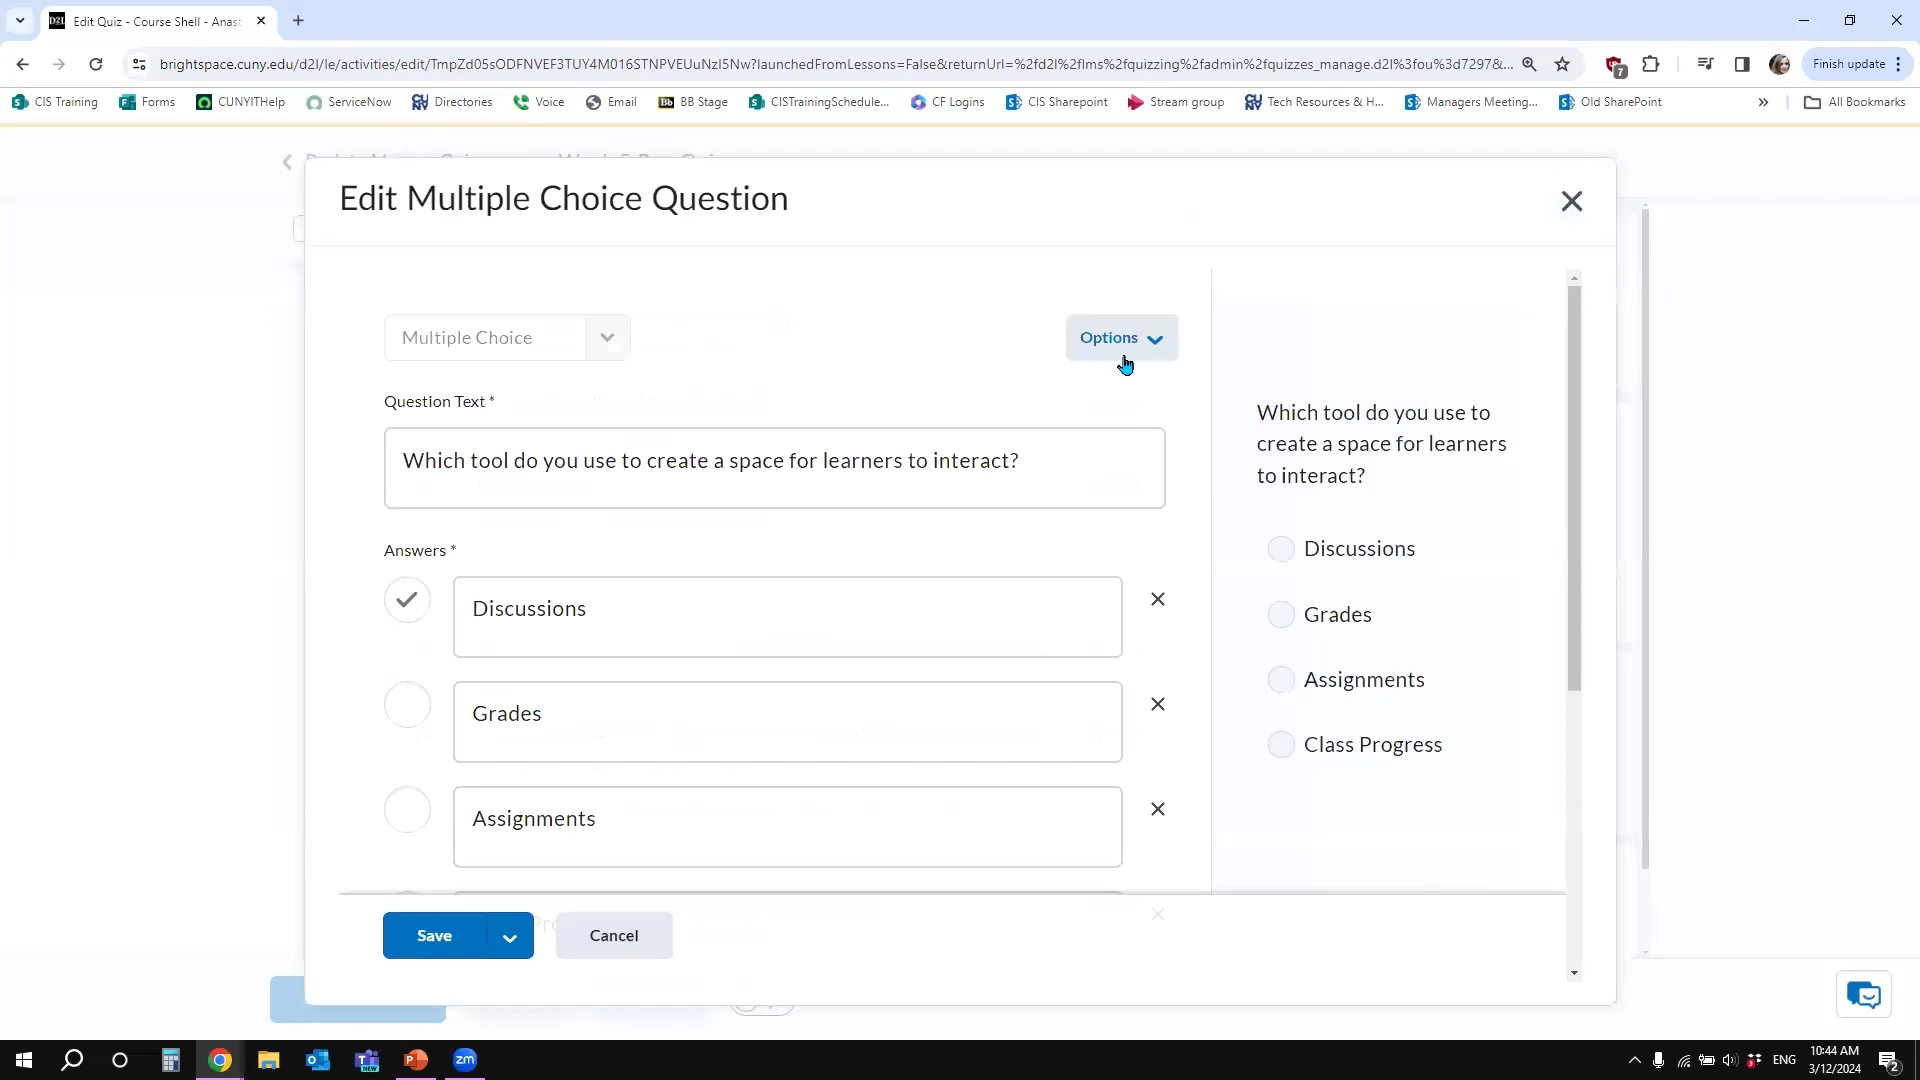 D2L Edit Quiz - Course Shell - Anast
brightspace.cuny.edu/d2l/le/activities/edit/TmpZd05sODFNVEF3TUY4M016STNPVEUuNzI5Nw?launchedFromLessons=False&returnUrl=%2fd2l%2flms%2fquizzing%2fadmin%2fquizzes_manage.d2l%3fou%3d7297&...
7
Finish update
CIS Training
Forms
CUNYITHelp
ServiceNow
Directories
Voice
Email
Bb BB Stage
CISTrainingSchedule...
CF Logins
CIS Sharepoint
Stream group
Tech Resources & H...
Managers Meeting...
Old SharePoint
All Bookmarks
Edit Multiple Choice Question
Multiple Choice
Options
Question Text *
Which tool do you use to create a space for learners to interact?
Answers *
Discussions
Grades
Assignments
Save
Cancel
Which tool do you use to
create a space for learners
to interact?
Discussions
Grades
Assignments
Class Progress
zm
ENG
10:44 AM
3/12/2024
2